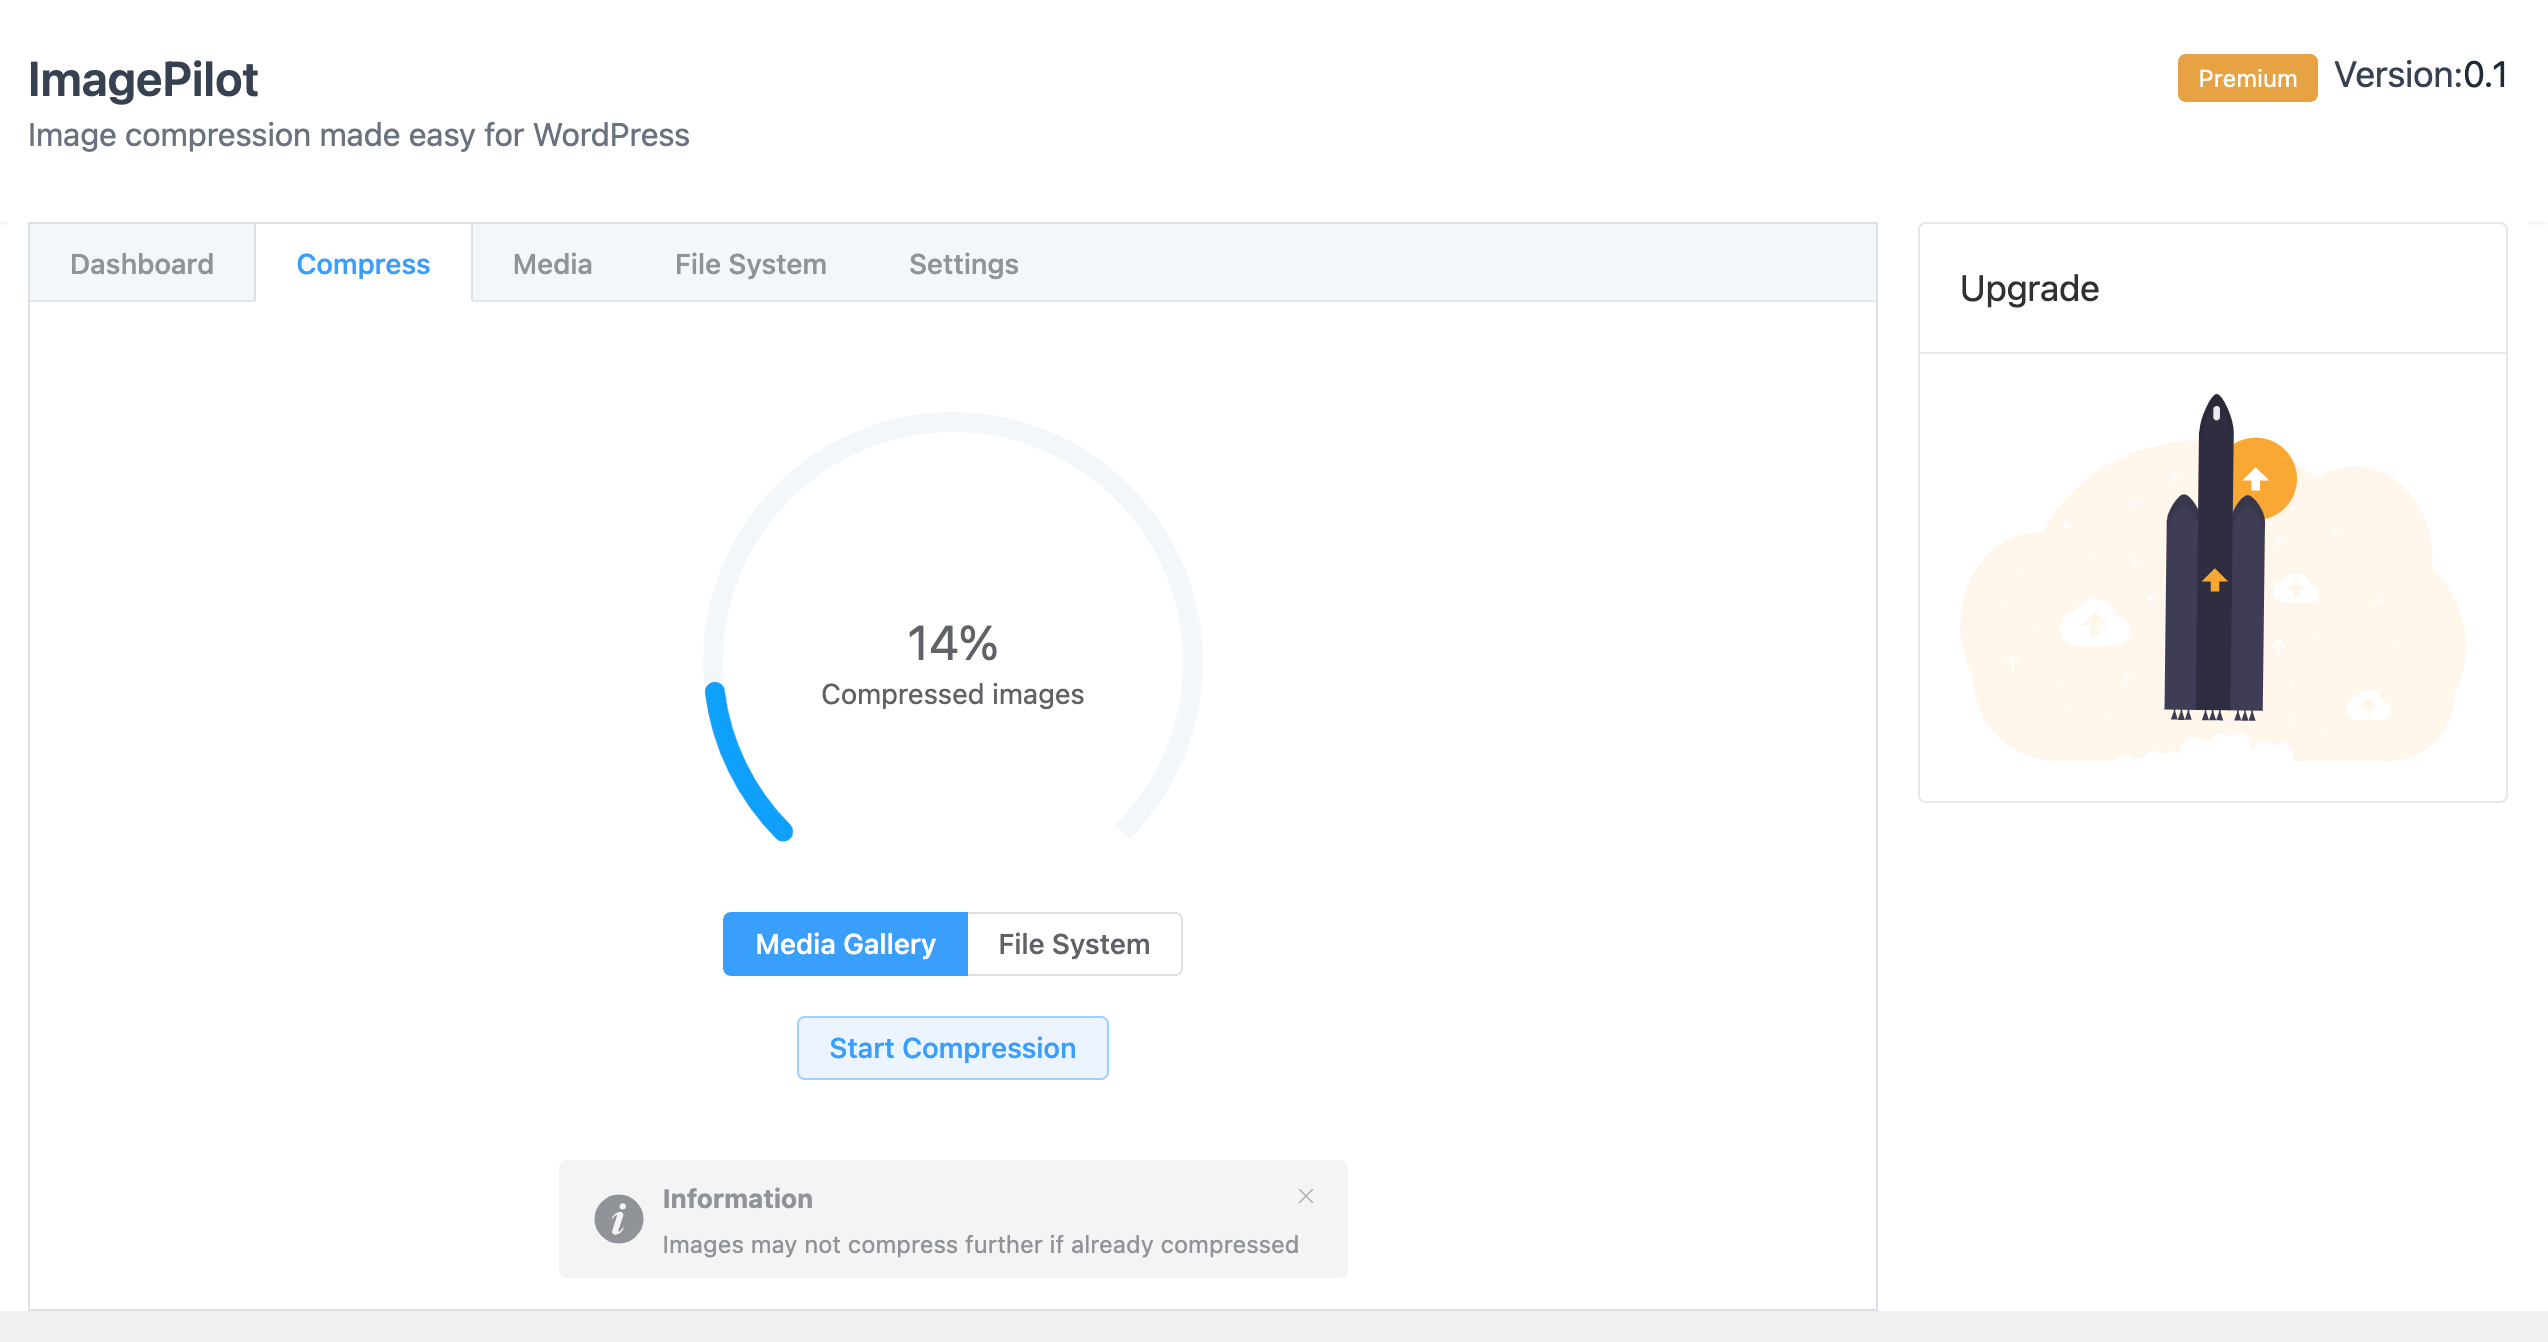 ImagePilot
Image compression made easy for WordPress
Premium Version:0.1
Dashboard Compress Media File System Settings
Upgrade
14%
Compressed images
Media Gallery File System
Start Compression
Information
Images may not compress further if already compressed